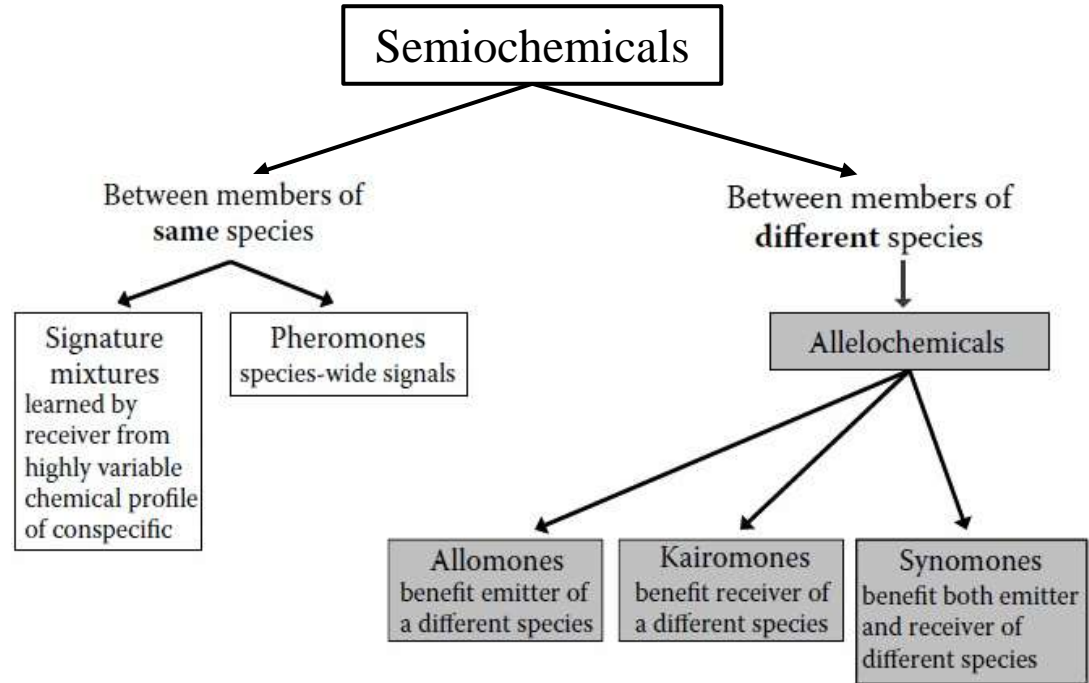 Semiochemicals
Between members of
same species
Between members of
different species
Signature
mixtures
learned by
receiver from
highly variable
chemical profile
of conspecific
Pheromones
species-wide signals
Allelochemicals
Allomones
benefit emitter of
a different species
Kairomones
benefit receiver of
a different species
Synomones
benefit both emitter
and receiver of
different species